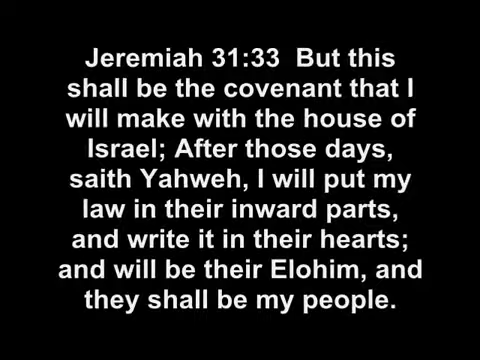 Jeremiah 31:33  But this
shall be the covenant that I
will make with the house of
Israel; After those days,
saith Yahweh, I will put my
law in their inward parts,
and write it in their hearts;
and will be their Elohim, and
they shall be my people.